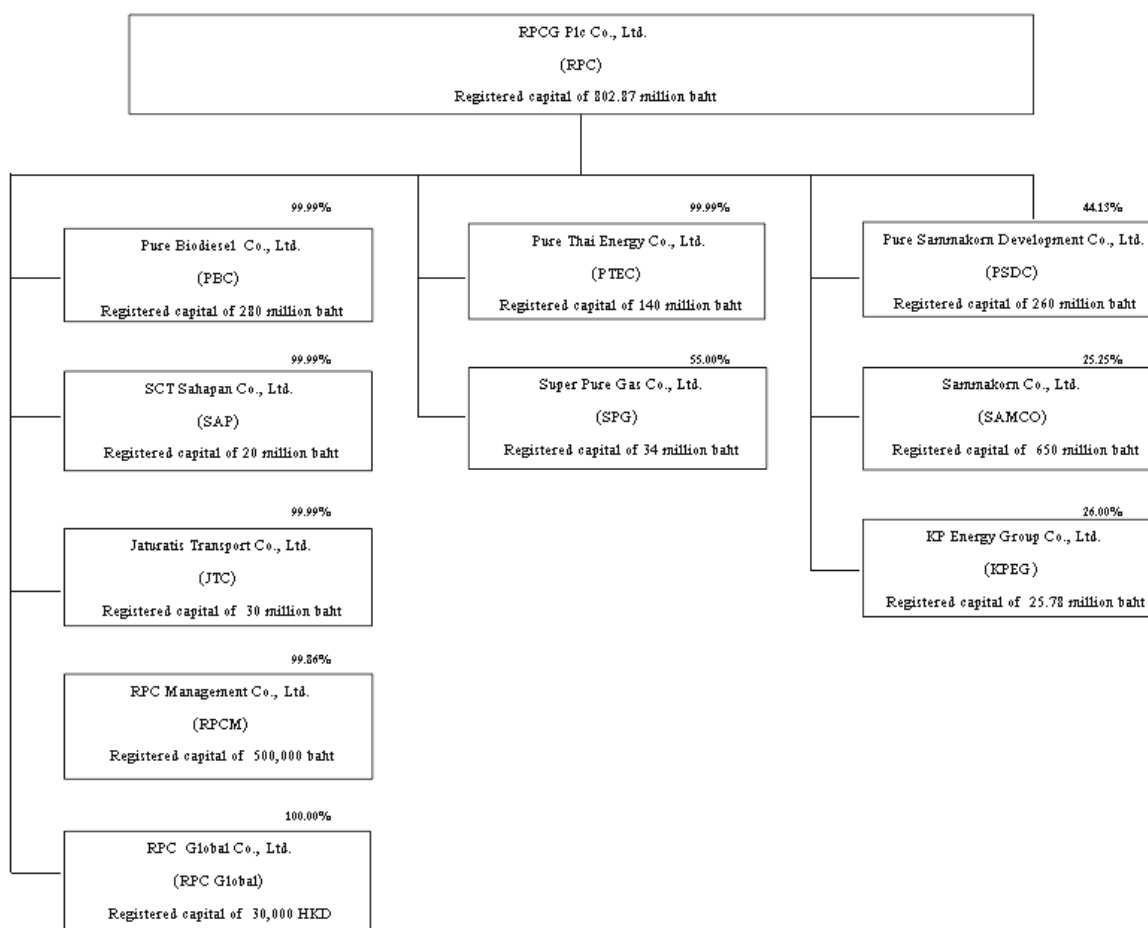 RPCG Plc Co., Ltd.
(RPC)
Registered capital of 802.87 million baht
99.99%
Pure Biodiesel Co., Ltd.
(PBC)
Registered capital of 280 million baht
99.99%
SCT Sahapan Co., Ltd.
(SAP)
Registered capital of 20 million baht
99.99%
Jaturatis Transport Co., Ltd.
(JTC)
Registered capital of 30 million baht
99.86%
RPC Management Co., Ltd.
(RPCM)
Registered capital of 500,000 baht
100.00%
RPC Global Co., Ltd.
(RPC Global)
Registered capital of 30,000 HKD
99.99%
Pure Thai Energy Co., Ltd.
(PTEC)
Registered capital of 140 million baht
55.00%
Super Pure Gas Co., Ltd.
(SPG)
Registered capital of 34 million baht
44.13%
Pure Sammakorn Development Co., Ltd.
(PSDC)
Registered capital of 260 million baht
25.25%
Sammakorn Co., Ltd.
(SAMCO)
Registered capital of 650 million baht
26.00%
KP Energy Group Co., Ltd.
(KPEG)
Registered capital of 25.78 million baht